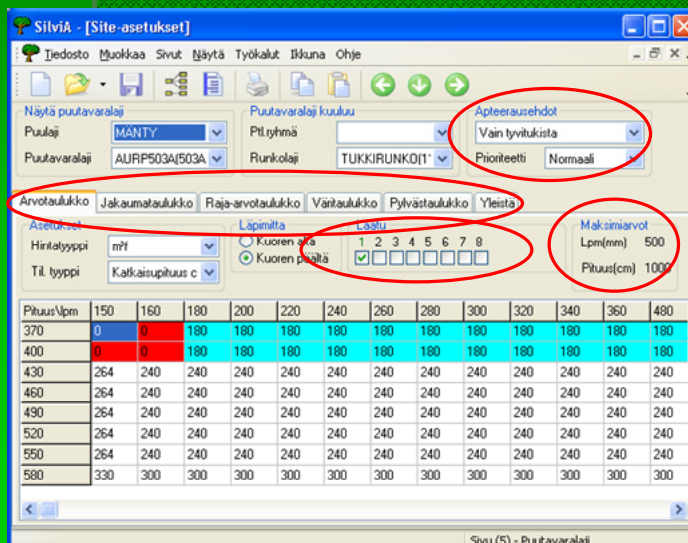 SilviA - [Site-asetukset]
Tiedosto Muokkaa Sivut Näytä Työkalut Ikkuna Ohje
Näytä puutavaralaji
Puulaji MÄNTY
Puutavaralaji AURP503A(503A
Puutavaralaji kuuluu
Ptl.ryhmä
Runkolaji TUKKIRUNKO(1*
Apteerausehdot
Vain tyvitukista
Prioriteetti Normaali
Arvotaulukko Jakaumataulukko Raja-arvotaulukko Väritaulukko Pylvästaulukko Yleistä
Asetukset
Hintatyyppi m³f
Til. tyyppi Katkaisupituus c
Läpimitta
Kuoren alta
Kuoren päältä
Laatu
1 2 3 4 5 6 7 8
Maksimiarvot
Lpm(mm) 500
Pituus(cm) 1000
Pituus\lpm 150 160 180 200 220 240 260 280 300 320 340 360 480
370 0 0 180 180 180 180 180 180 180 180 180 180 180
400 0 0 180 180 180 180 180 180 180 180 180 180 180
430 264 240 240 240 240 240 240 240 240 240 240 240 240
460 264 240 240 240 240 240 240 240 240 240 240 240 240
490 264 240 240 240 240 240 240 240 240 240 240 240 240
520 264 240 240 240 240 240 240 240 240 240 240 240 240
550 264 240 240 240 240 240 240 240 240 240 240 240 240
580 330 300 300 300 300 300 300 300 300 300 300 300 300
Sivu (5) - Puutavaralaji